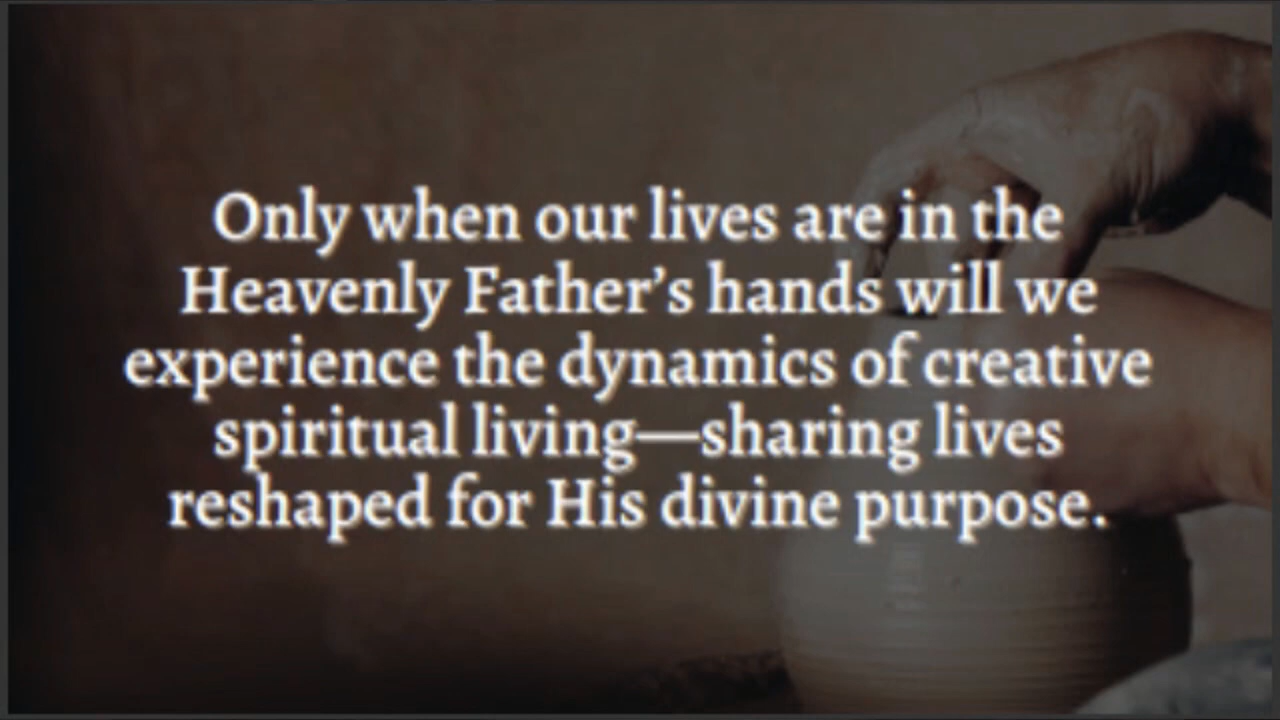 Only when our lives are in the
Heavenly Father’s hands will we
experience the dynamics of creative
spiritual living—sharing lives
reshaped for His divine purpose.